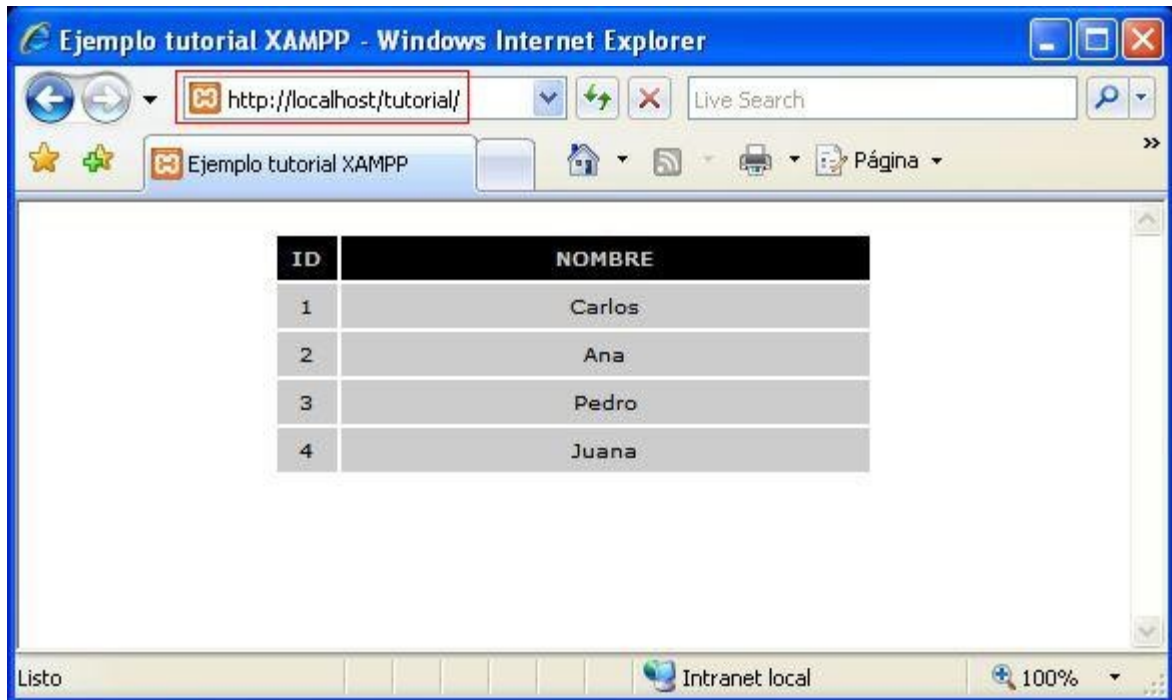 Ejemplo tutorial XAMPP - Windows Internet Explorer
http://localhost/tutorial/
Live Search
Ejemplo tutorial XAMPP
Página
ID NOMBRE
1 Carlos
2 Ana
3 Pedro
4 Juana
Listo
Intranet local
100%